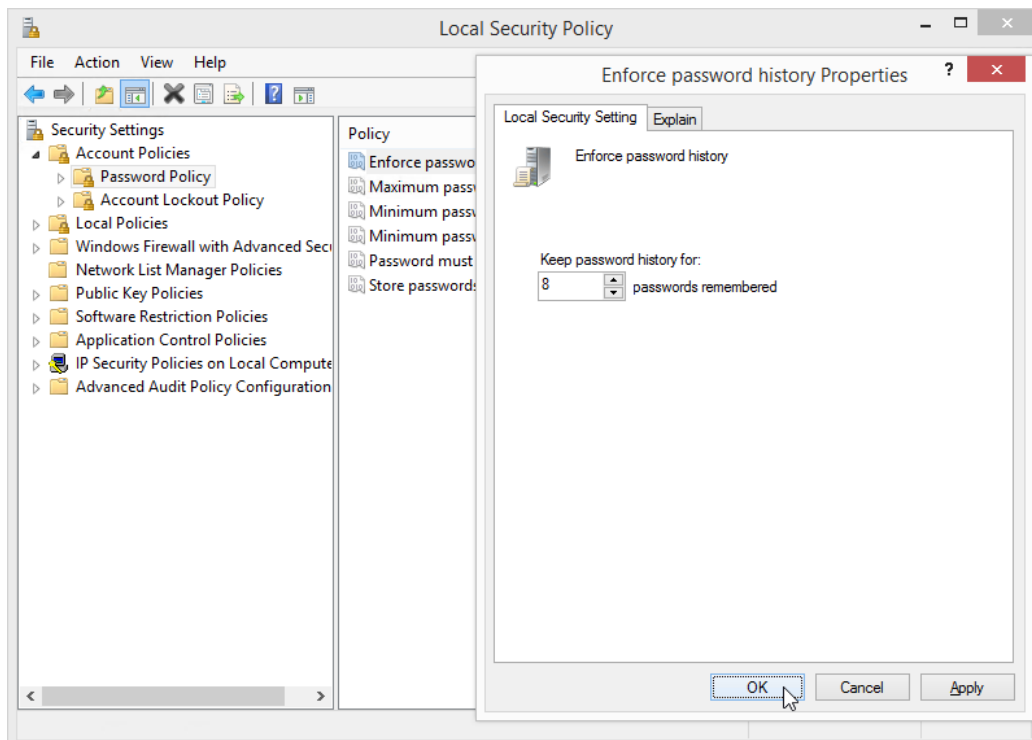 Local Security Policy
File Action View Help
Security Settings
Account Policies
Password Policy
Account Lockout Policy
Local Policies
Windows Firewall with Advanced Secu
Network List Manager Policies
Public Key Policies
Software Restriction Policies
Application Control Policies
IP Security Policies on Local Compute
Advanced Audit Policy Configuration
Policy
Enforce passwo
Maximum passw
Minimum passw
Minimum passw
Password must
Store passwords
Enforce password history Properties
Local Security Setting Explain
Enforce password history
Keep password history for:
8 passwords remembered
OK Cancel Apply